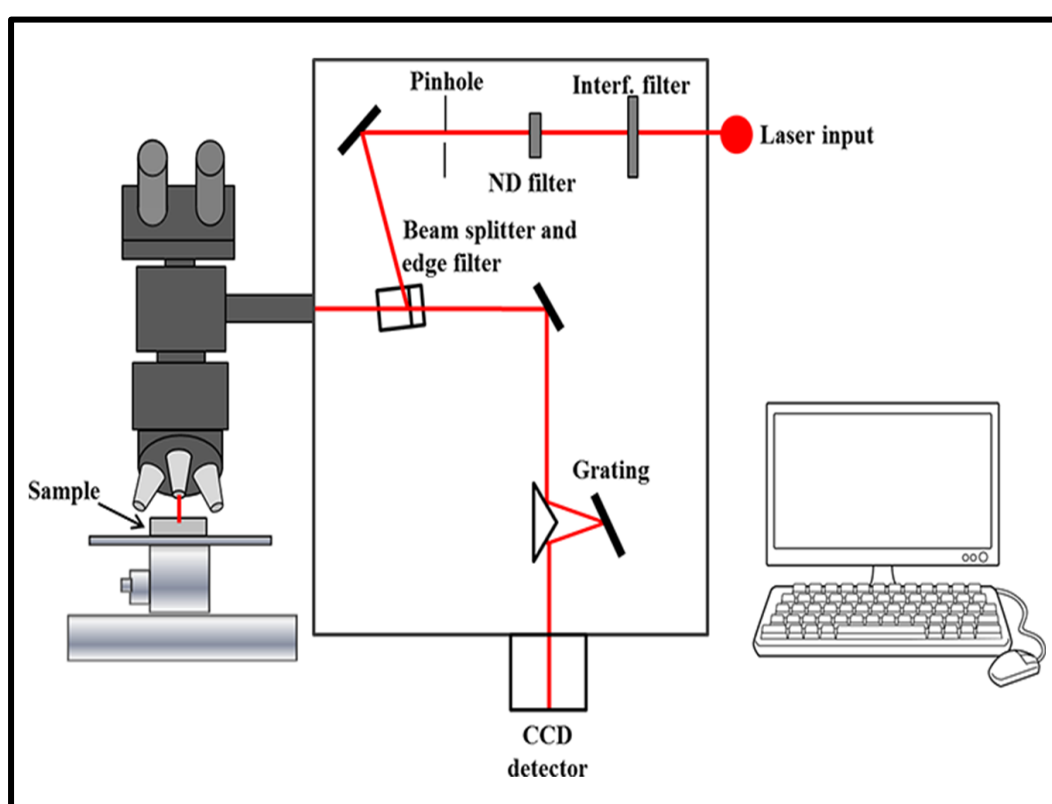 Pinhole
Interf. filter
Laser input
ND filter
Beam splitter and
edge filter
Grating
Sample
CCD
detector